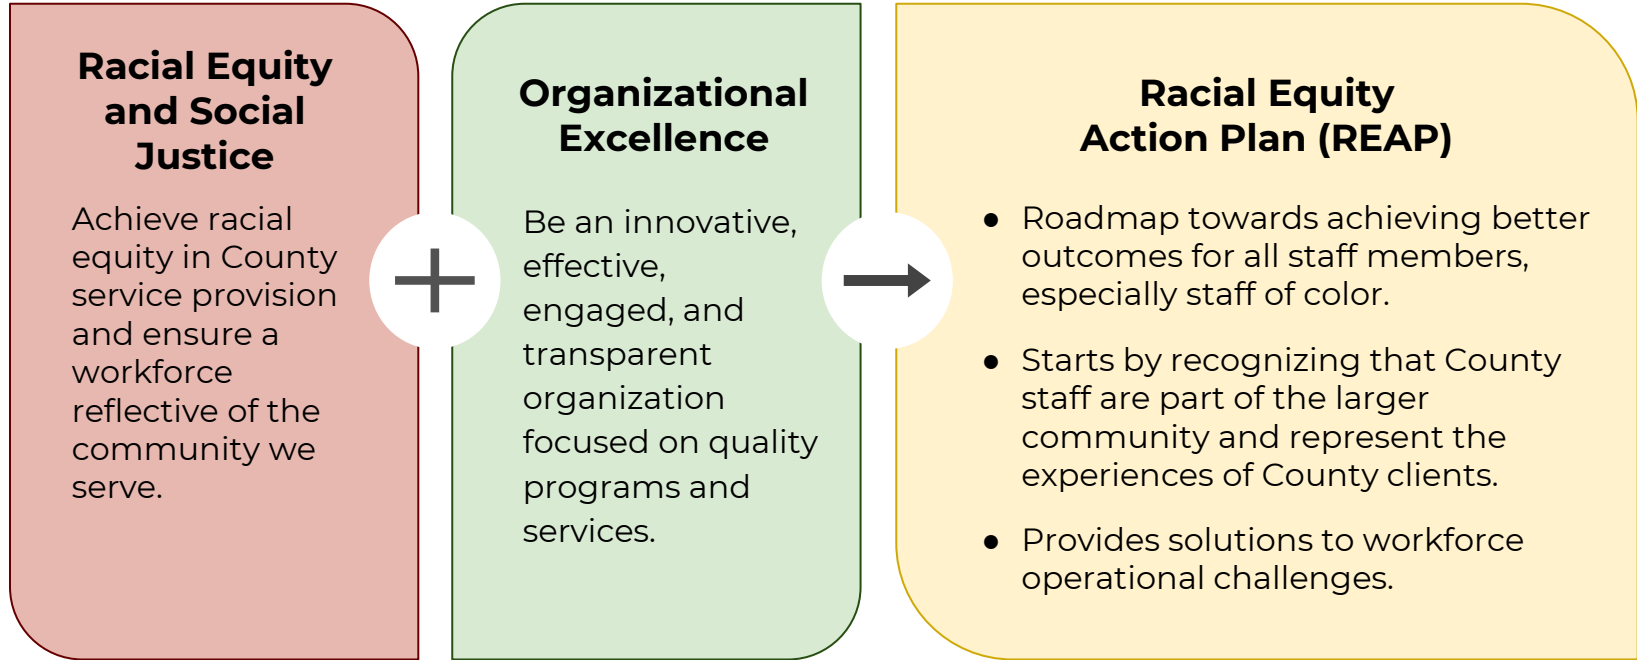 Racial Equity
and Social
Justice
Achieve racial
equity in County
service provision
and ensure a
workforce
reflective of the
community we
serve.
+
Organizational
Excellence
Be an innovative,
effective,
engaged, and
transparent
organization
focused on quality
programs and
services.
Racial Equity
Action Plan (REAP)
● Roadmap towards achieving better
outcomes for all staff members,
especially staff of color.
● Starts by recognizing that County
staff are part of the larger
community and represent the
experiences of County clients.
● Provides solutions to workforce
operational challenges.